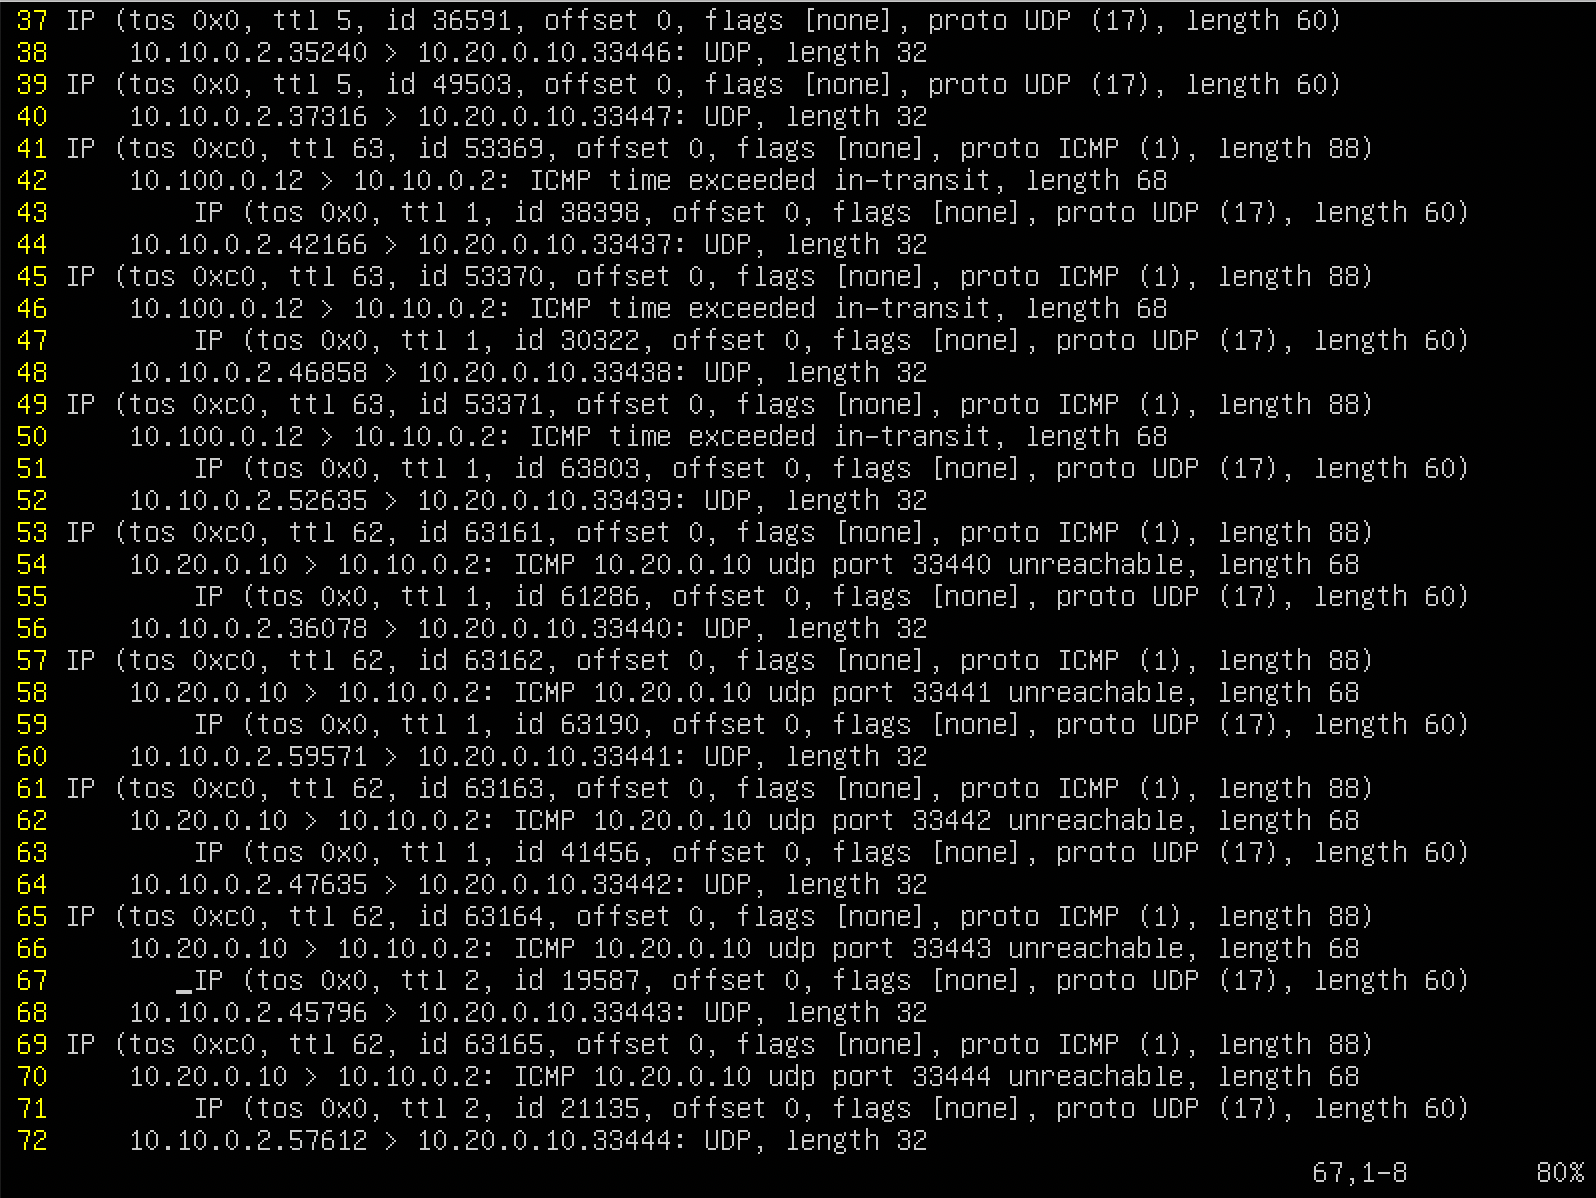 37 IP (tos 0x0, ttl 5, id 36591, offset 0, flags [none], proto UDP (17), length 60)
38     10.10.0.2.35240 > 10.20.0.10.33446: UDP, length 32
39 IP (tos 0x0, ttl 5, id 49503, offset 0, flags [none], proto UDP (17), length 60)
40     10.10.0.2.37316 > 10.20.0.10.33447: UDP, length 32
41 IP (tos 0xc0, ttl 63, id 53369, offset 0, flags [none], proto ICMP (1), length 88)
42     10.100.0.12 > 10.10.0.2: ICMP time exceeded in-transit, length 68
43         IP (tos 0x0, ttl 1, id 38398, offset 0, flags [none], proto UDP (17), length 60)
44     10.10.0.2.42166 > 10.20.0.10.33437: UDP, length 32
45 IP (tos 0xc0, ttl 63, id 53370, offset 0, flags [none], proto ICMP (1), length 88)
46     10.100.0.12 > 10.10.0.2: ICMP time exceeded in-transit, length 68
47         IP (tos 0x0, ttl 1, id 30322, offset 0, flags [none], proto UDP (17), length 60)
48     10.10.0.2.46858 > 10.20.0.10.33438: UDP, length 32
49 IP (tos 0xc0, ttl 63, id 53371, offset 0, flags [none], proto ICMP (1), length 88)
50     10.100.0.12 > 10.10.0.2: ICMP time exceeded in-transit, length 68
51         IP (tos 0x0, ttl 1, id 63803, offset 0, flags [none], proto UDP (17), length 60)
52     10.10.0.2.52635 > 10.20.0.10.33439: UDP, length 32
53 IP (tos 0xc0, ttl 62, id 63161, offset 0, flags [none], proto ICMP (1), length 88)
54     10.20.0.10 > 10.10.0.2: ICMP 10.20.0.10 udp port 33440 unreachable, length 68
55         IP (tos 0x0, ttl 1, id 61286, offset 0, flags [none], proto UDP (17), length 60)
56     10.10.0.2.36078 > 10.20.0.10.33440: UDP, length 32
57 IP (tos 0xc0, ttl 62, id 63162, offset 0, flags [none], proto ICMP (1), length 88)
58     10.20.0.10 > 10.10.0.2: ICMP 10.20.0.10 udp port 33441 unreachable, length 68
59         IP (tos 0x0, ttl 1, id 63190, offset 0, flags [none], proto UDP (17), length 60)
60     10.10.0.2.59571 > 10.20.0.10.33441: UDP, length 32
61 IP (tos 0xc0, ttl 62, id 63163, offset 0, flags [none], proto ICMP (1), length 88)
62     10.20.0.10 > 10.10.0.2: ICMP 10.20.0.10 udp port 33442 unreachable, length 68
63         IP (tos 0x0, ttl 1, id 41456, offset 0, flags [none], proto UDP (17), length 60)
64     10.10.0.2.47635 > 10.20.0.10.33442: UDP, length 32
65 IP (tos 0xc0, ttl 62, id 63164, offset 0, flags [none], proto ICMP (1), length 88)
66     10.20.0.10 > 10.10.0.2: ICMP 10.20.0.10 udp port 33443 unreachable, length 68
67         IP (tos 0x0, ttl 2, id 19587, offset 0, flags [none], proto UDP (17), length 60)
68     10.10.0.2.45796 > 10.20.0.10.33443: UDP, length 32
69 IP (tos 0xc0, ttl 62, id 63165, offset 0, flags [none], proto ICMP (1), length 88)
70     10.20.0.10 > 10.10.0.2: ICMP 10.20.0.10 udp port 33444 unreachable, length 68
71         IP (tos 0x0, ttl 2, id 21135, offset 0, flags [none], proto UDP (17), length 60)
72     10.10.0.2.57612 > 10.20.0.10.33444: UDP, length 32
67,1-8        80%